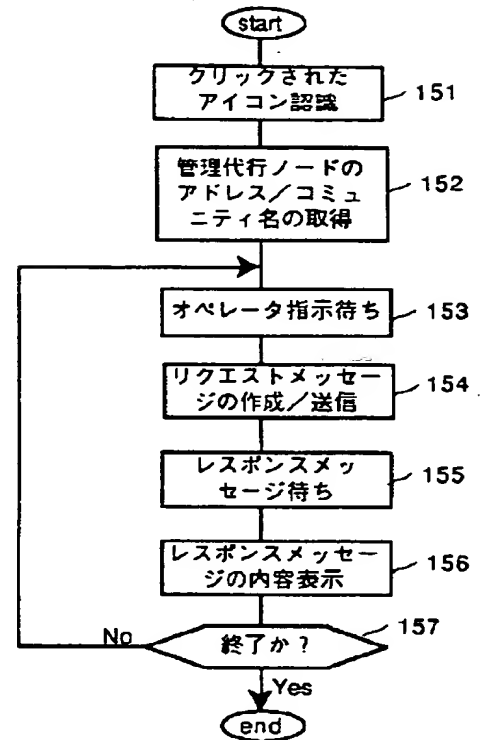 start
クリックされた
アイコン認識
151
管理代行ノードの
アドレス／コミュ
ニティ名の取得
152
オペレータ指示待ち
153
リクエストメッセー
ジの作成／送信
154
レスポンスメッ
セージ待ち
155
レスポンスメッセー
ジの内容表示
156
終了か？
157
No
Yes
end